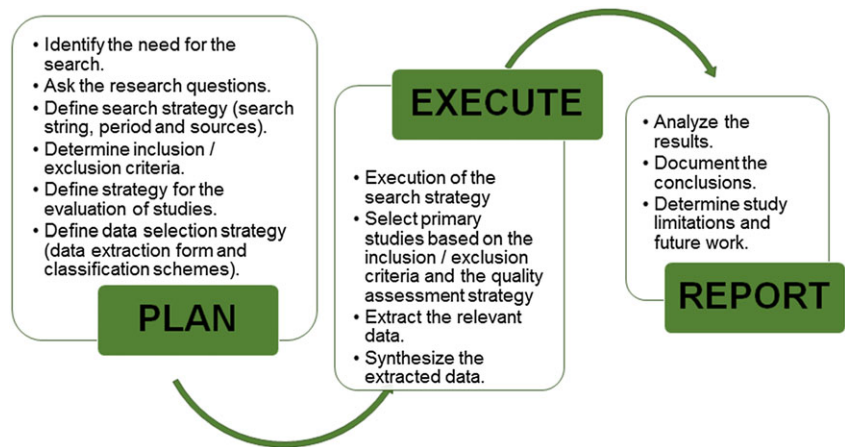 • Identify the need for the
search.
• Ask the research questions.
• Define search strategy (search
string, period and sources).
• Determine inclusion /
exclusion criteria.
• Define strategy for the
evaluation of studies.
• Define data selection strategy
(data extraction form and
classification schemes).
PLAN
EXECUTE
• Execution of the
search strategy
• Select primary
studies based on the
inclusion / exclusion
criteria and the quality
assessment strategy
• Extract the relevant
data.
• Synthesize the
extracted data.
• Analyze the
results.
• Document the
conclusions.
• Determine study
limitations and
future work.
REPORT